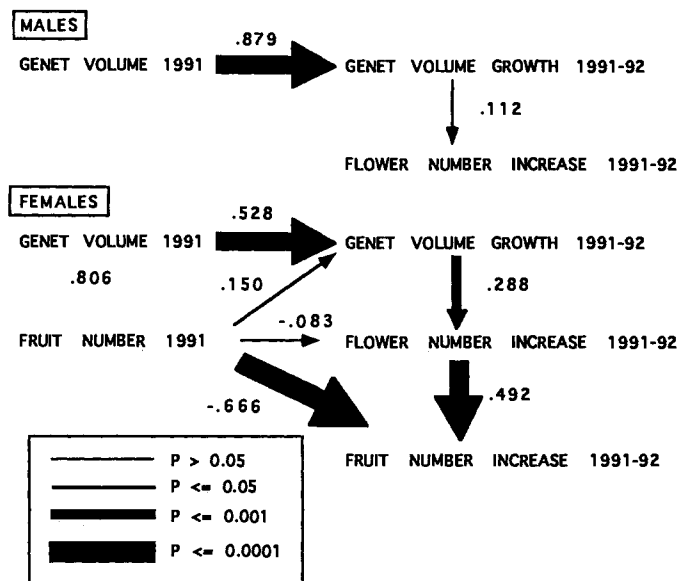 MALES
.879
GENET VOLUME 1991 GENET VOLUME GROWTH 1991-92
.112
FLOWER NUMBER INCREASE 1991-92
FEMALES
.528
GENET VOLUME 1991 GENET VOLUME GROWTH 1991-92
.806
.150
.288
-.083
FRUIT NUMBER 1991 FLOWER NUMBER INCREASE 1991-92
-.666
.492
FRUIT NUMBER INCREASE 1991-92
P > 0.05
P <= 0.05
P <= 0.001
P <= 0.0001